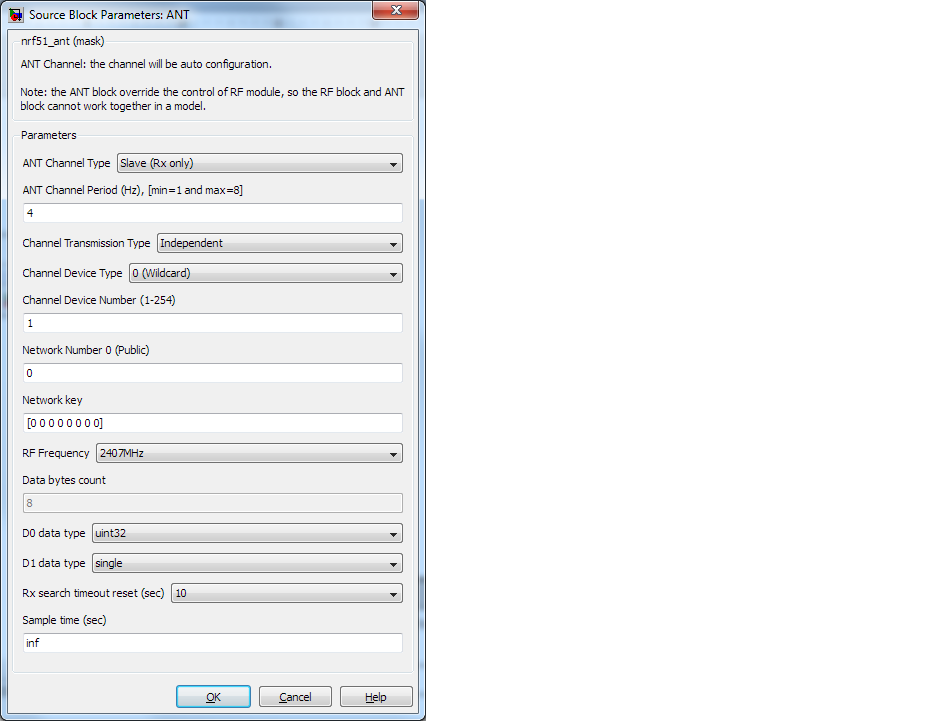 Source Block Parameters: ANT
nrf51_ant (mask)
ANT Channel: the channel will be auto configuration.
Note: the ANT block override the control of RF module, so the RF block and ANT
block cannot work together in a model.
Parameters
ANT Channel Type Slave (Rx only)
ANT Channel Period (Hz), [min=1 and max=8]
4
Channel Transmission Type Independent
Channel Device Type 0 (Wildcard)
Channel Device Number (1-254)
1
Network Number 0 (Public)
0
Network key
[0 0 0 0 0 0 0 0]
RF Frequency 2407MHz
Data bytes count
8
D0 data type uint32
D1 data type single
Rx search timeout reset (sec) 10
Sample time (sec)
inf
OK Cancel Help